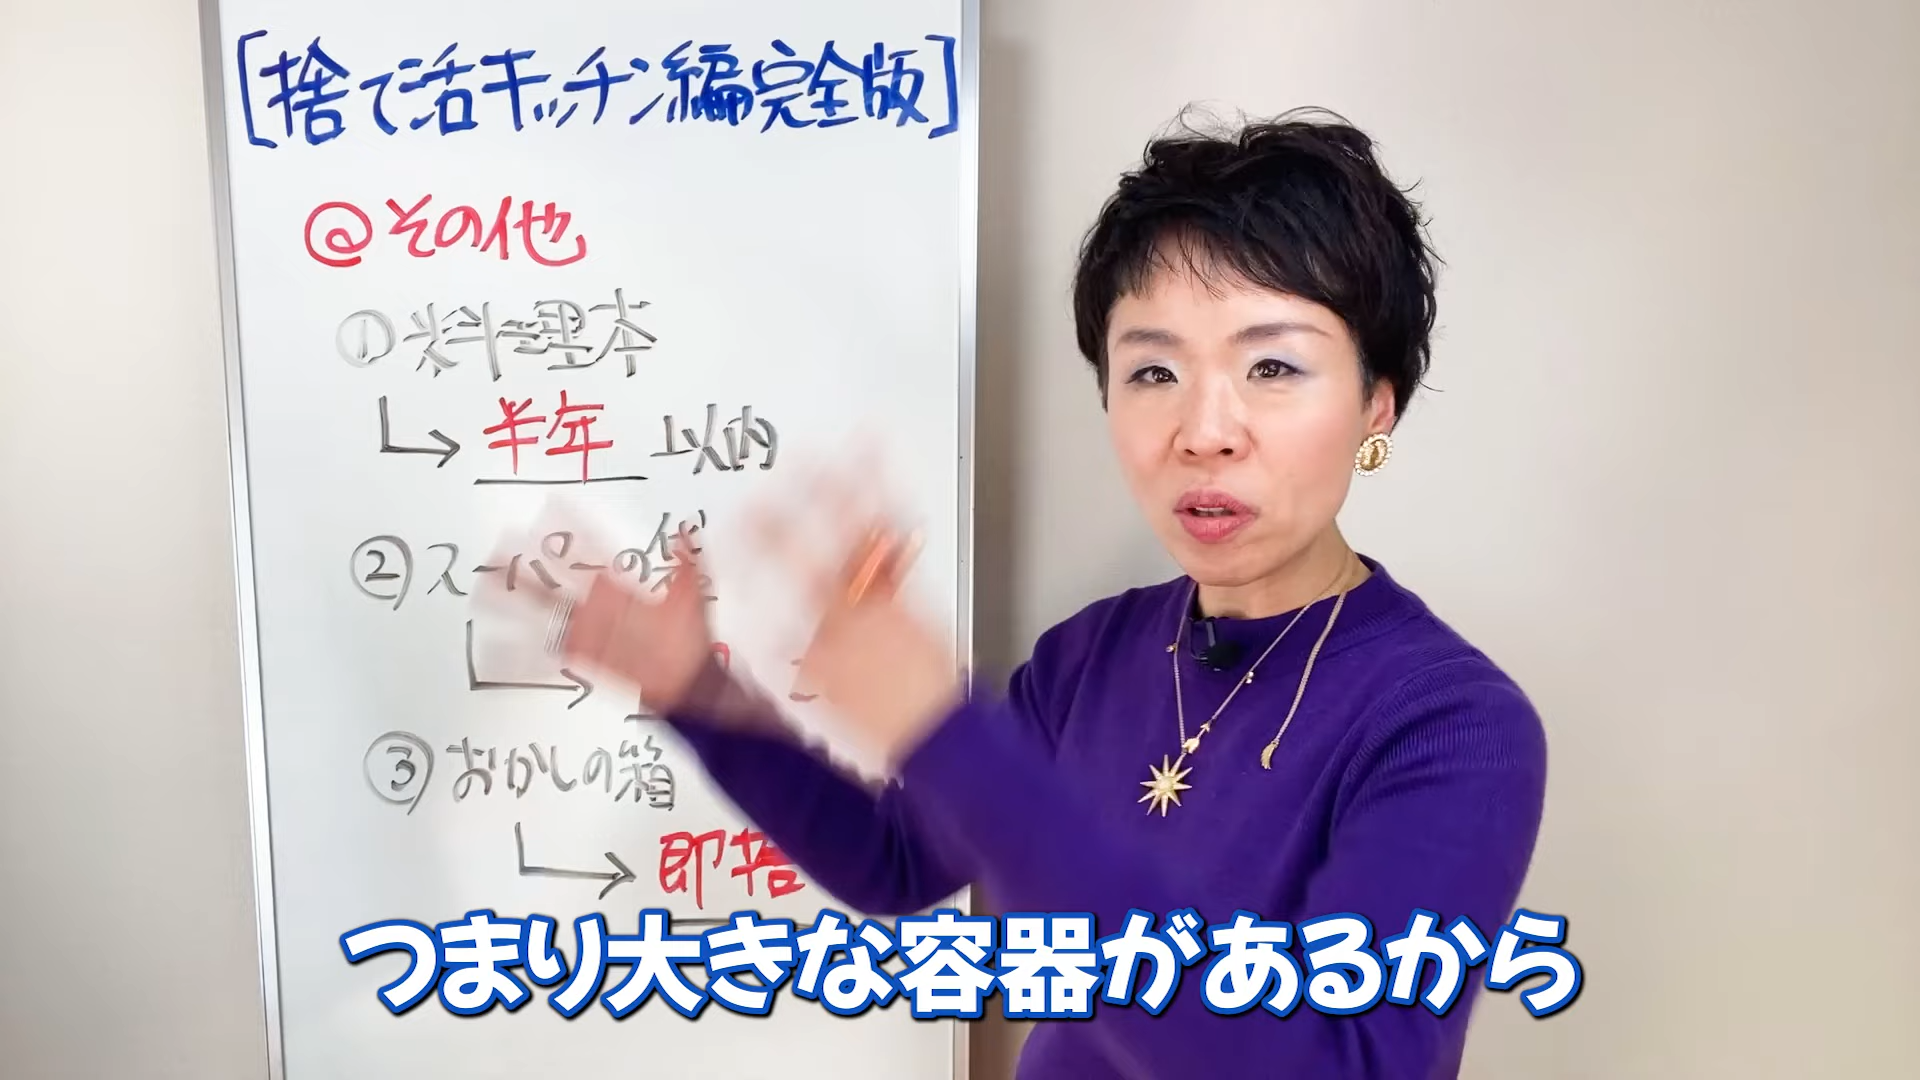 [捨て活キッチン編完全版]
@その他
①料理本
半年以内
②スーパーの袋
③おかしの箱
即捨
つまり大きな容器があるから